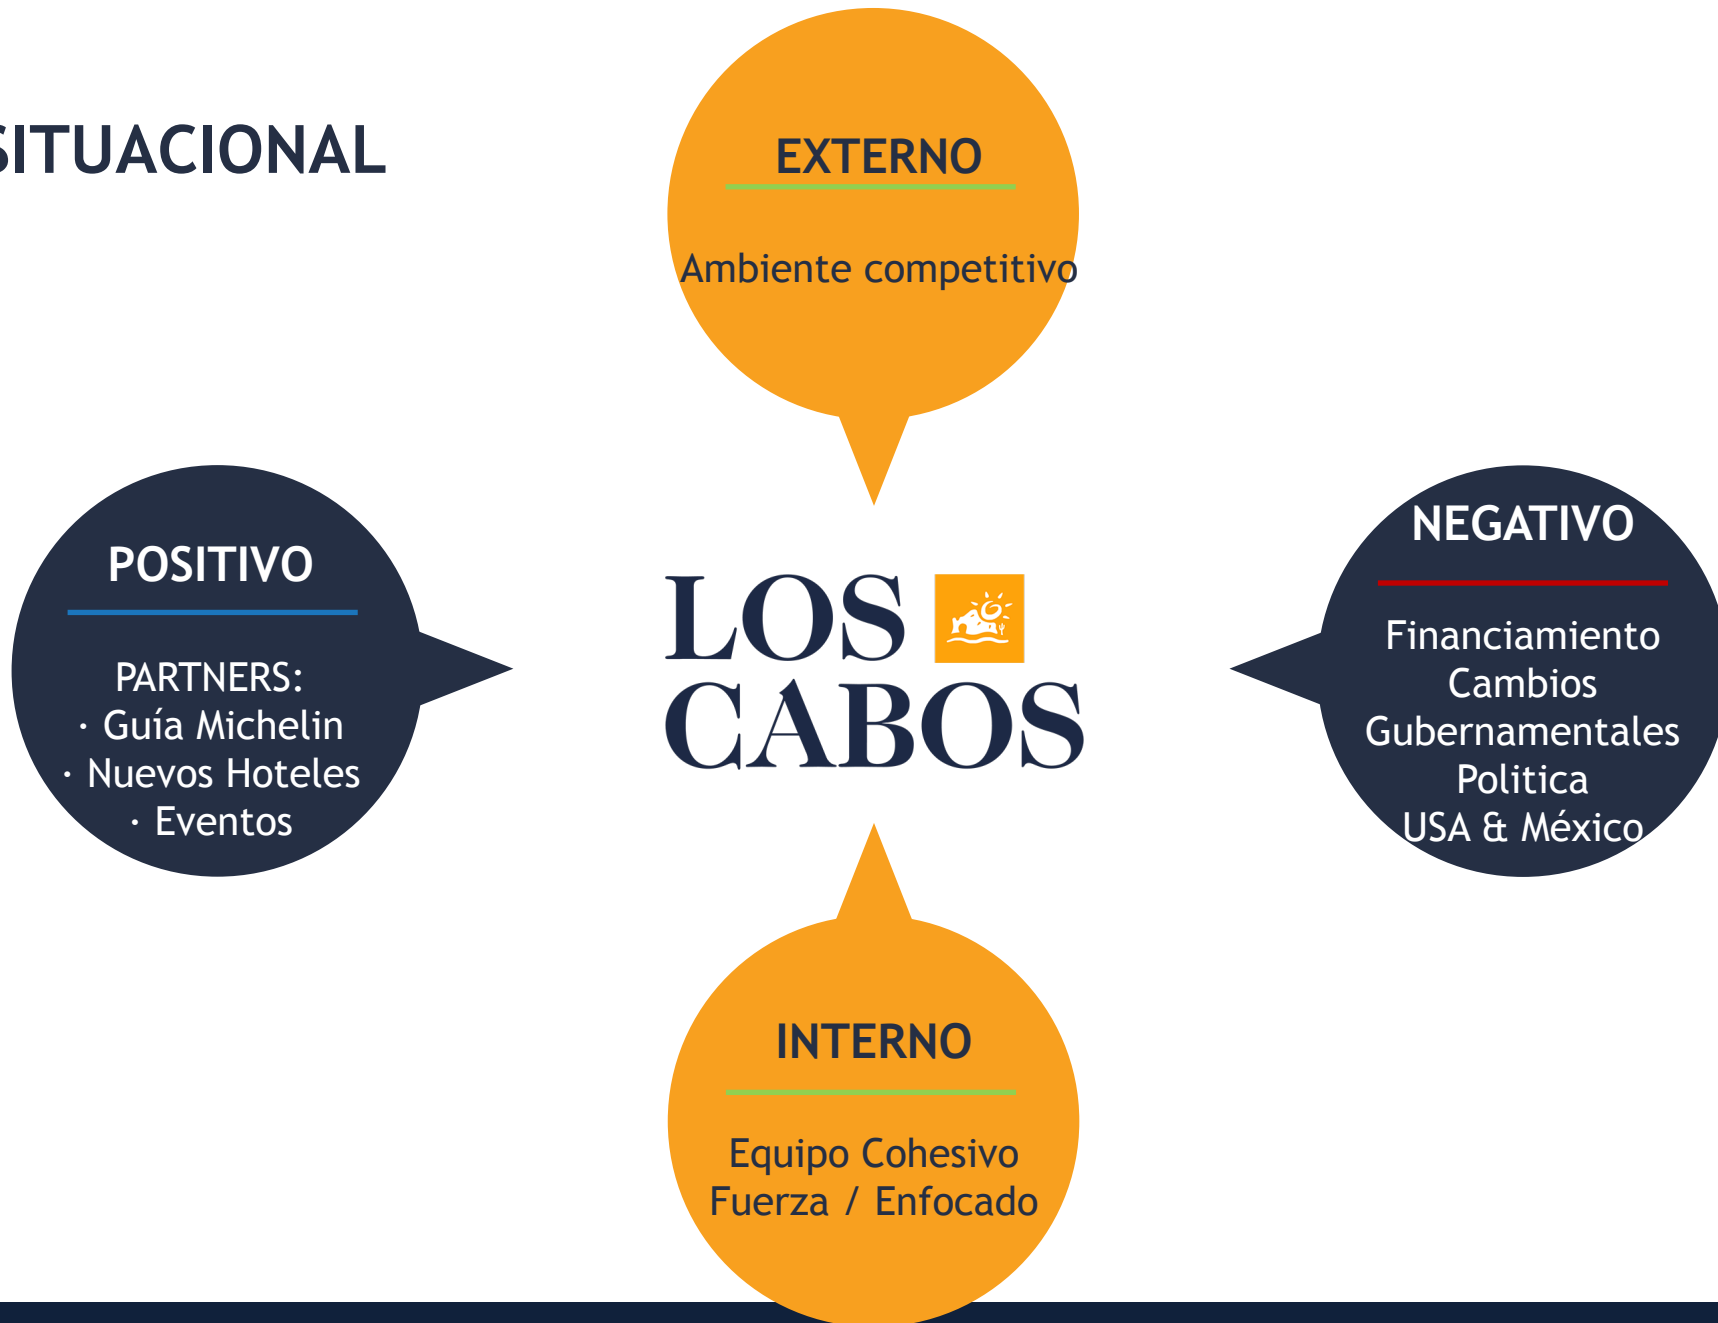 SITUACIONAL
EXTERNO
Ambiente competitivo
POSITIVO
PARTNERS:
· Guía Michelin
· Nuevos Hoteles
· Eventos
LOS
CABOS
NEGATIVO
Financiamiento
Cambios
Gubernamentales
Politica
USA & México
INTERNO
Equipo Cohesivo
Fuerza / Enfocado